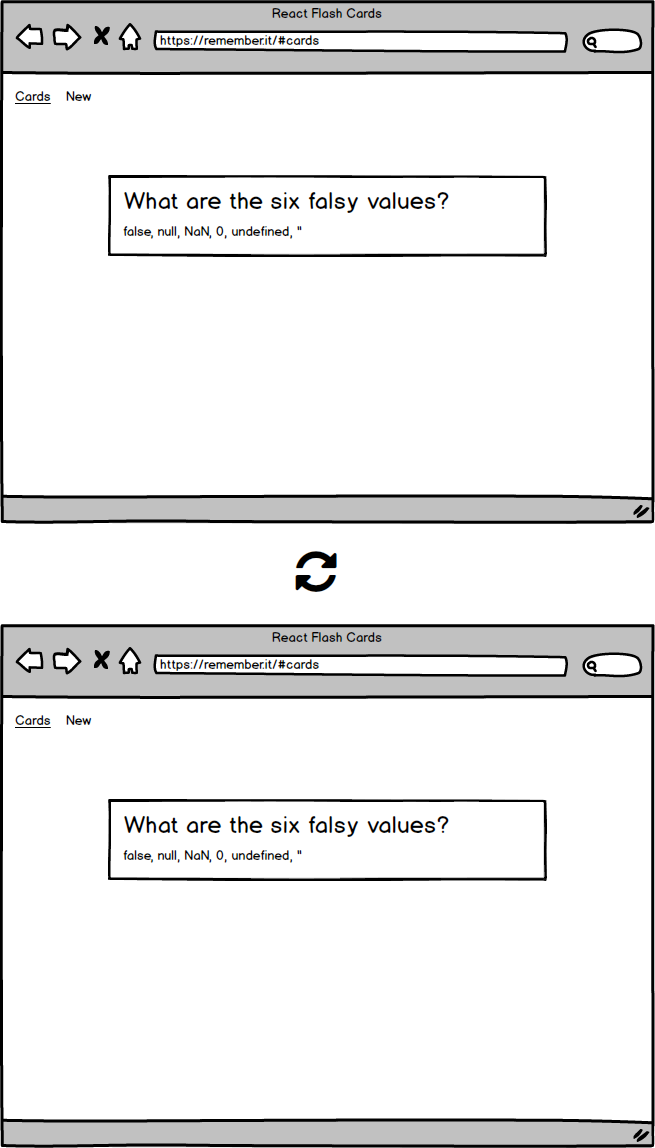 React Flash Cards
https://remember.it/#cards
Cards New
What are the six falsy values?
false, null, NaN, 0, undefined, ''
React Flash Cards
https://remember.it/#cards
Cards New
What are the six falsy values?
false, null, NaN, 0, undefined, ''